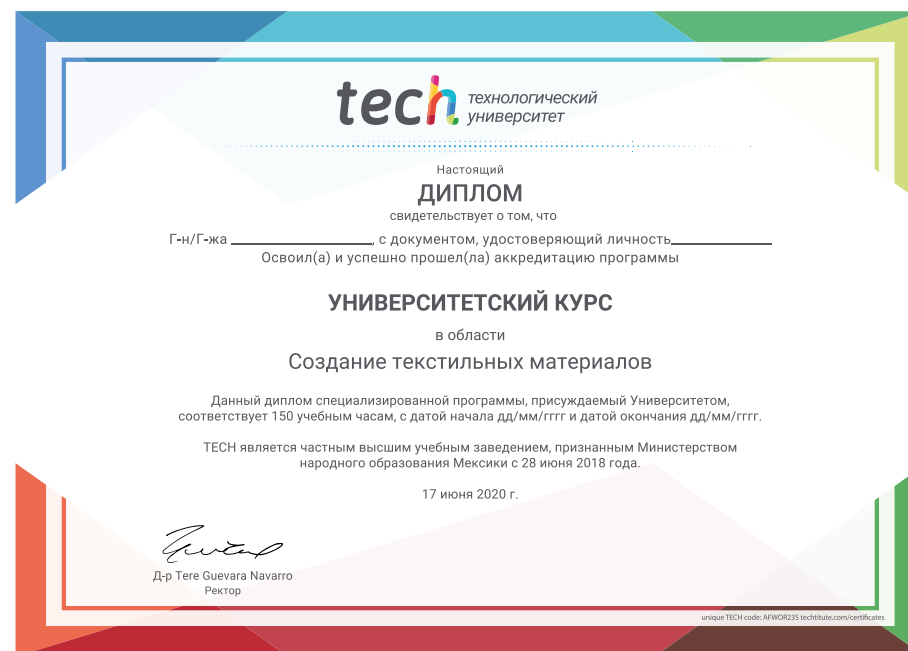 tech технологический
университет
Настоящий
ДИПЛОМ
свидетельствует о том, что
Г-н/Г-жа , с документом, удостоверяющий личность
Освоил(а) и успешно прошел(ла) аккредитацию программы
УНИВЕРСИТЕТСКИЙ КУРС
в области
Создание текстильных материалов
Данный диплом специализированной программы, присуждаемый Университетом,
соответствует 150 учебным часам, с датой начала дд/мм/гггг и датой окончания дд/мм/гггг.
TECH является частным высшим учебным заведением, признанным Министерством
народного образования Мексики с 28 июня 2018 года.
17 июня 2020 г.
Д-р Tere Guevara Navarro
Ректор
unique TECH code: AFWOR23S techtitute.com/certificates